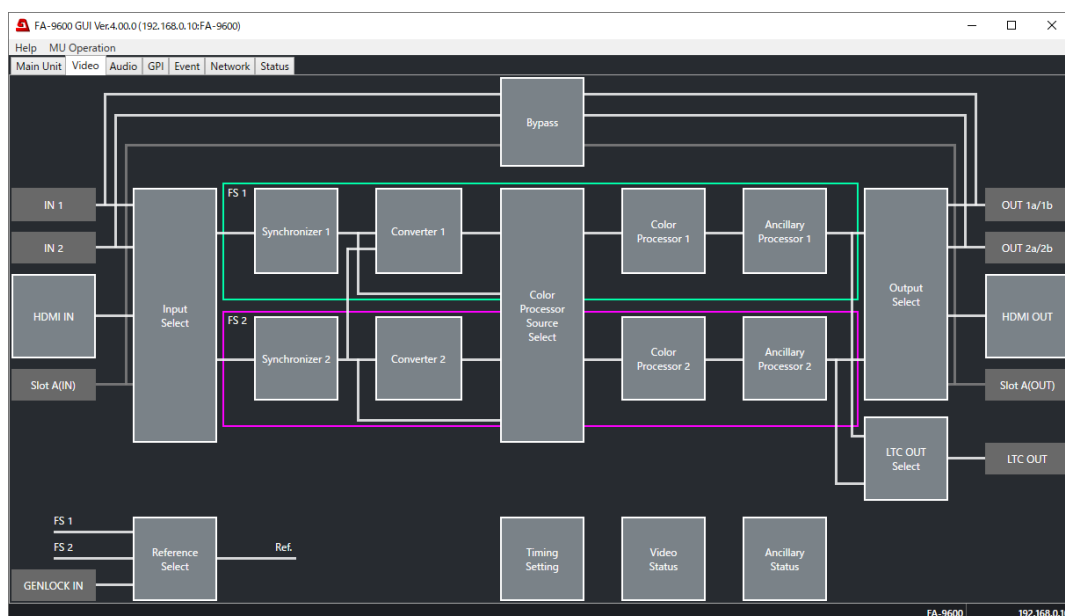 FA-9600 GUI Ver.4.00.0 (192.168.0.10:FA-9600)
Help MU Operation
Main Unit Video Audio GPI Event Network Status
Bypass
IN 1
IN 2
HDMI IN
Slot A(IN)
Input
Select
FS 1
Synchronizer 1
Converter 1
FS 2
Synchronizer 2
Converter 2
Color
Processor
Source
Select
Color
Processor 1
Ancillary
Processor 1
Color
Processor 2
Ancillary
Processor 2
Output
Select
OUT 1a/1b
OUT 2a/2b
HDMI OUT
Slot A(OUT)
LTC OUT
Select
LTC OUT
FS 1
FS 2
GENLOCK IN
Reference
Select
Ref.
Timing
Setting
Video
Status
Ancillary
Status
FA-9600 192.168.0.10